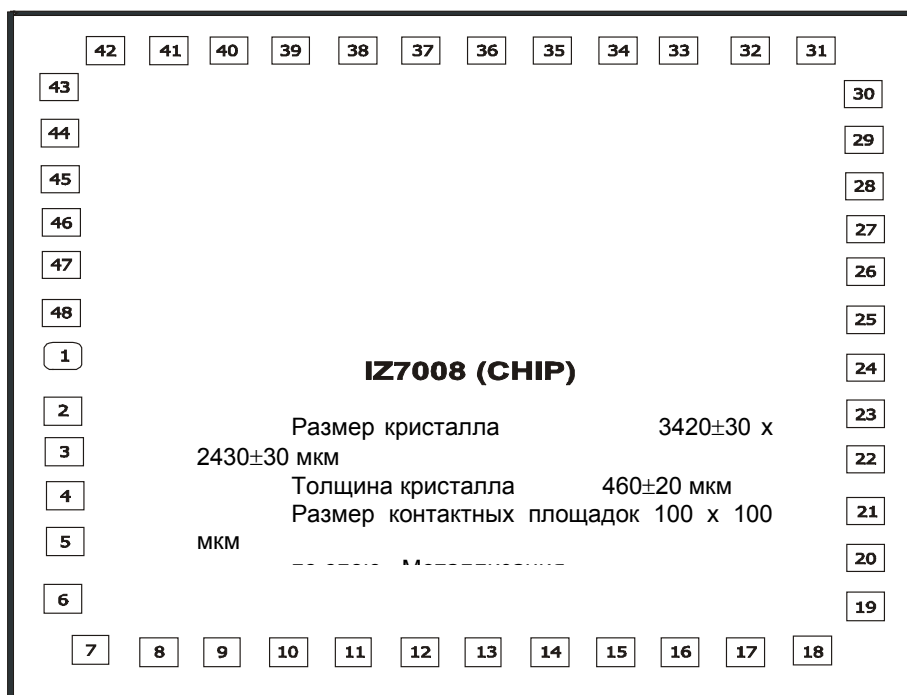 42 41 40 39 38 37 36 35 34 33 32 31
43 30
44 29
45 28
46 27
47 26
48 25
1 24
IZ7008 (CHIP)
2 23
Размер кристалла 3420±30 x
3 22
2430±30 мкм
Толщина кристалла 460±20 мкм
4 21
Размер контактных площадок 100 x 100
5 20
мкм
6 19
7 8 9 10 11 12 13 14 15 16 17 18